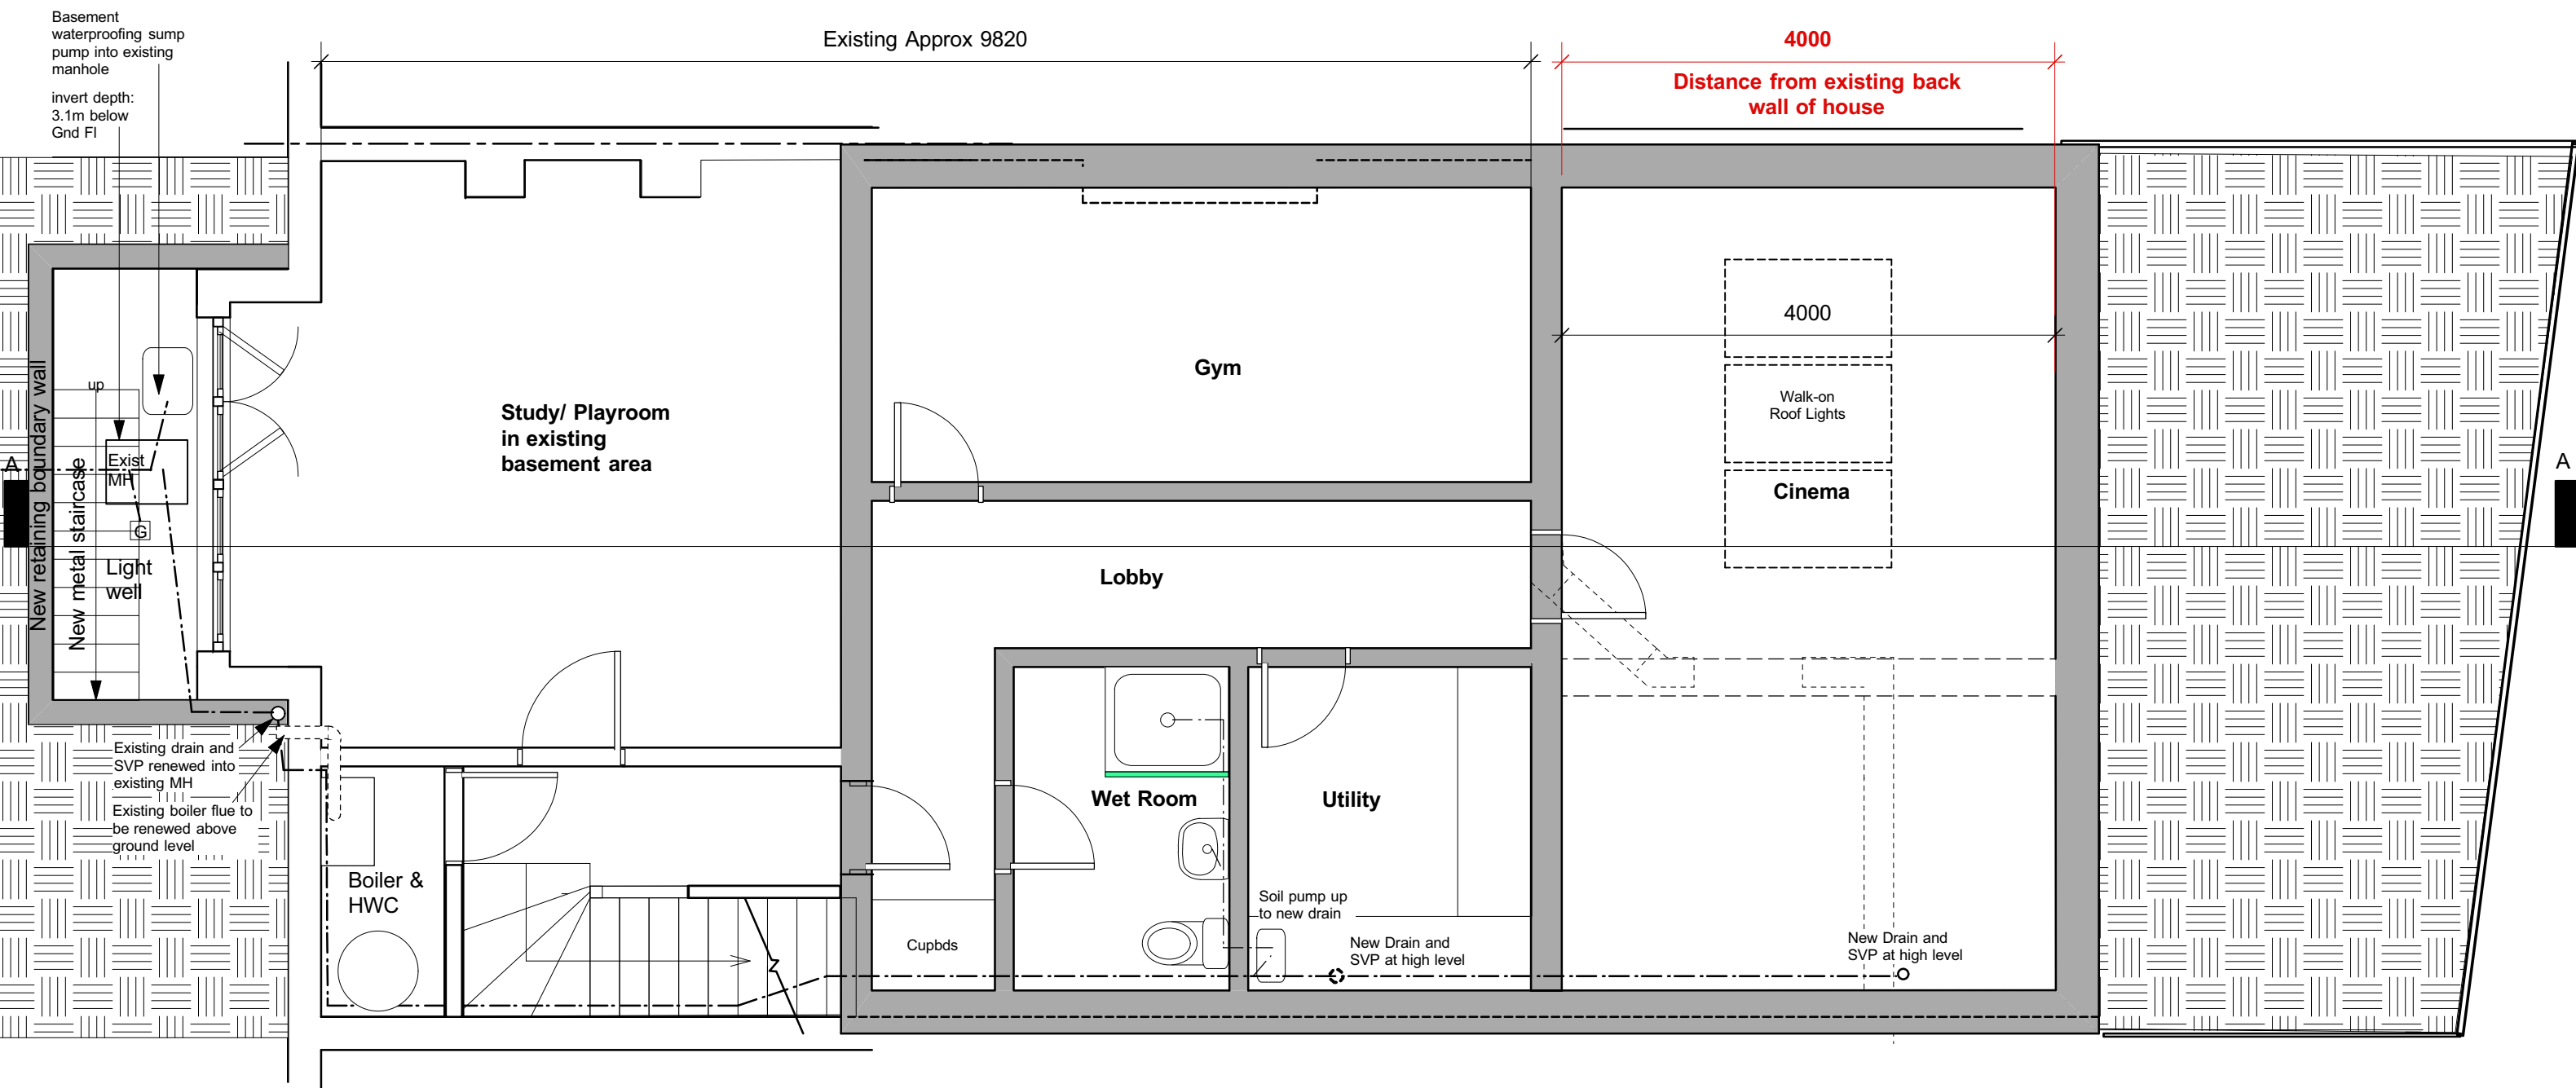 Basement
waterproofing sump
pump into existing
manhole
invert depth:
3.1m below
Gnd Fl
Existing Approx 9820
4000
Distance from existing back
wall of house
4000
Walk-on
Roof Lights
Cinema
Gym
Study/ Playroom
in existing
basement area
up
New retaining boundary wall
New metal staircase
Exist
MH
G
Light
well
A
A
Lobby
Existing drain and
SVP renewed into
existing MH
Existing boiler flue to
be renewed above
ground level
Boiler &
HWC
Wet Room
Utility
Cupbds
Soil pump up
to new drain
New Drain and
SVP at high level
New Drain and
SVP at high level